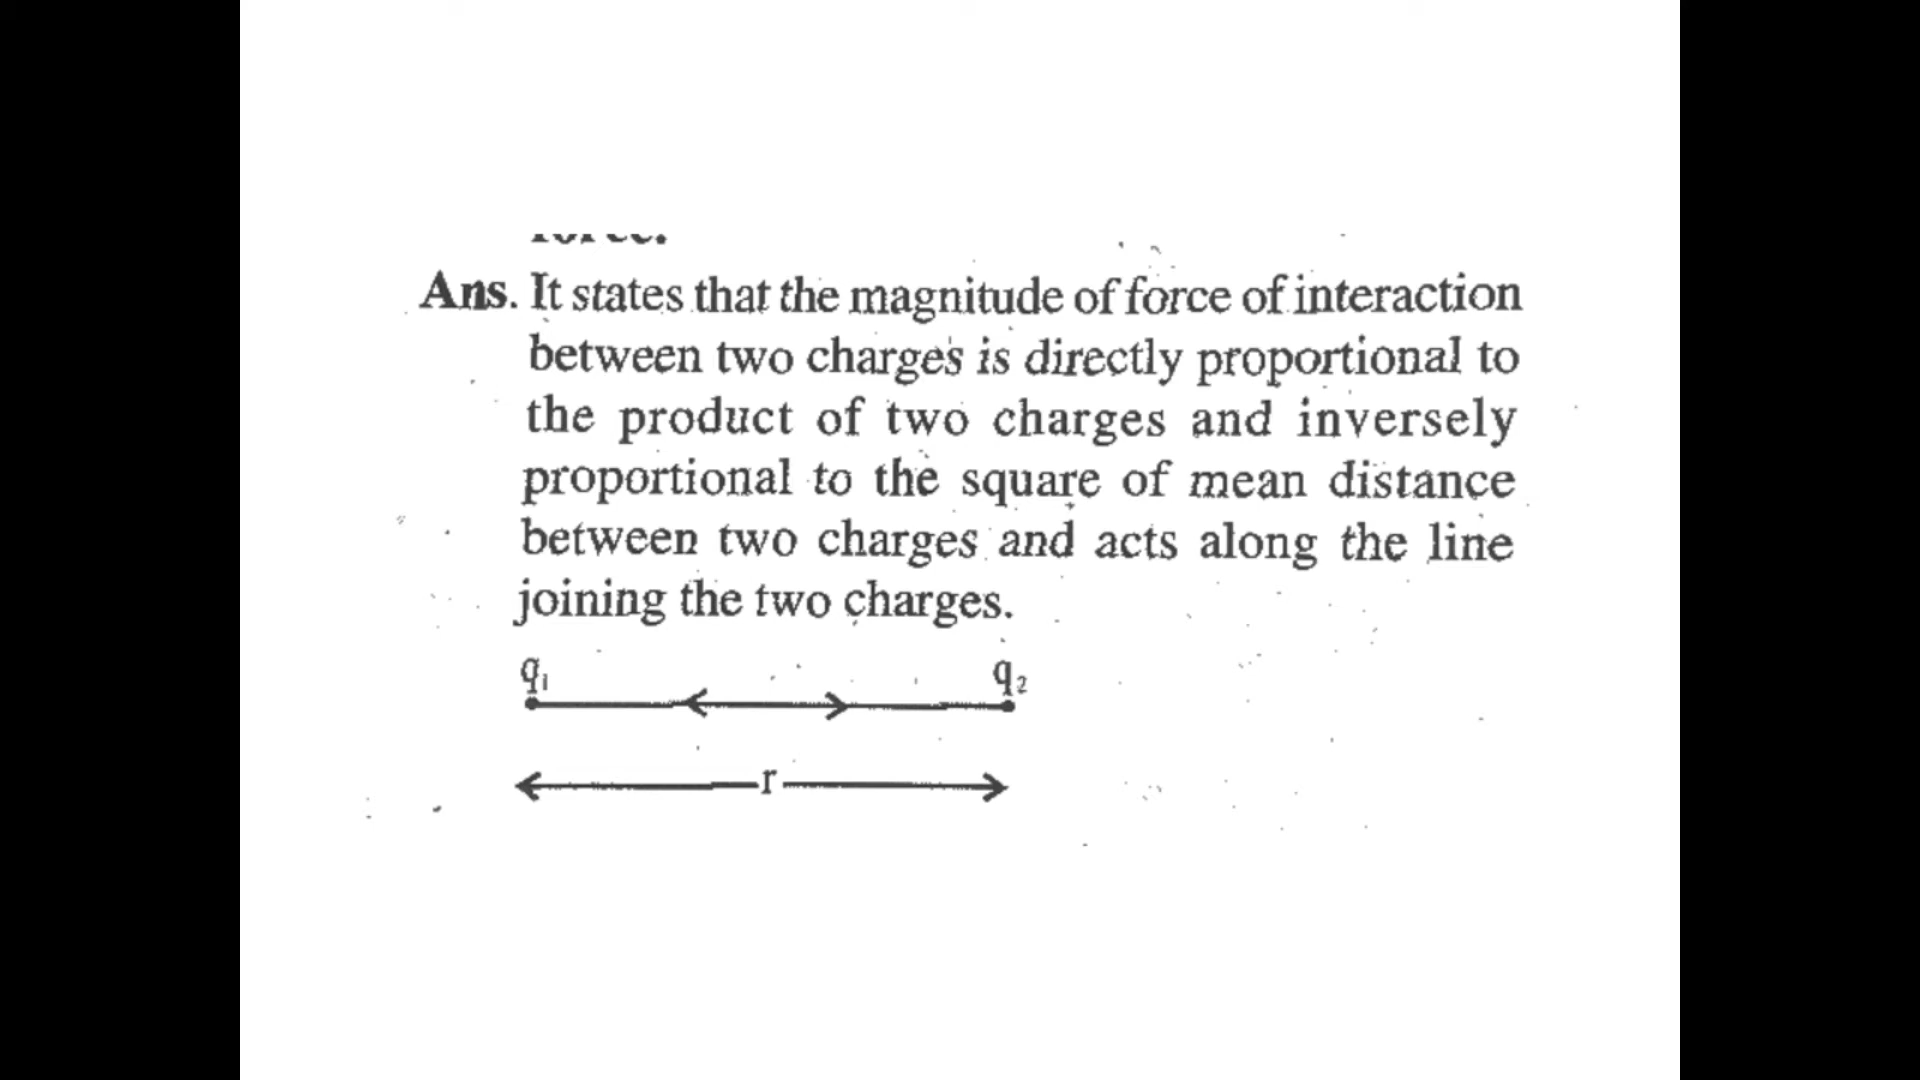 Ans. It states that the magnitude of force of interaction
between two charges is directly proportional to
the product of two charges and inversely
proportional to the square of mean distance
between two charges and acts along the line
joining the two charges.
q₁ q₂
r